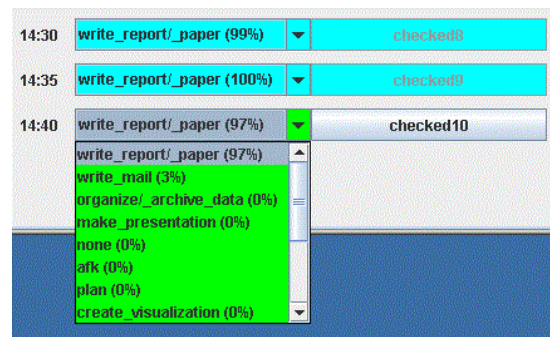 14:30 write_report/_paper (99%) checked8
14:35 write_report/_paper (100%) checked9
14:40 write_report/_paper (97%) checked10
write_report/_paper (97%)
write_mail (3%)
organize/_archive_data (0%)
make_presentation (0%)
none (0%)
afk (0%)
plan (0%)
create_visualization (0%)